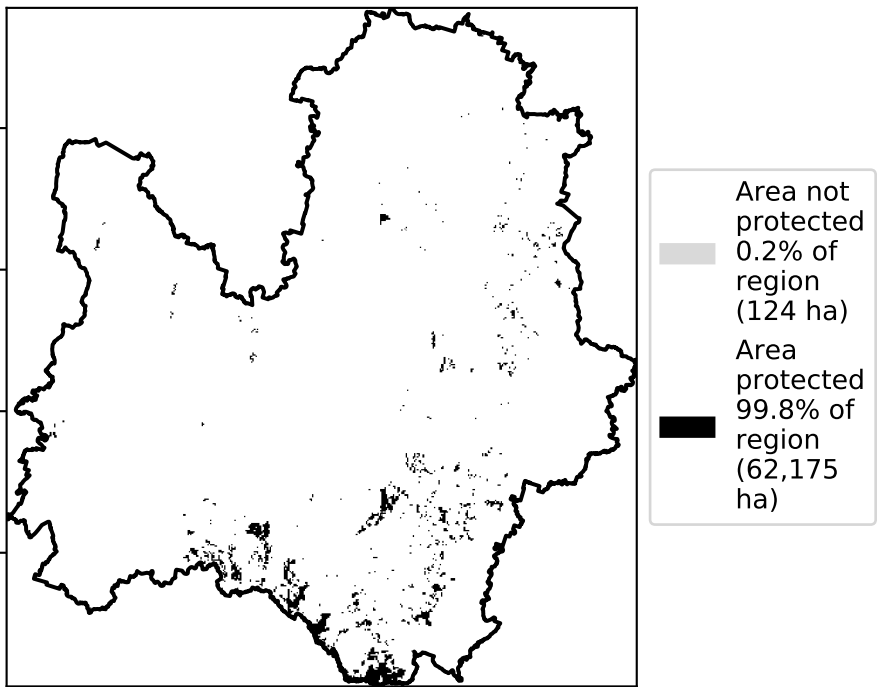 Area not
protected
0.2% of
region
(124 ha)
Area
protected
99.8% of
region
(62,175
ha)